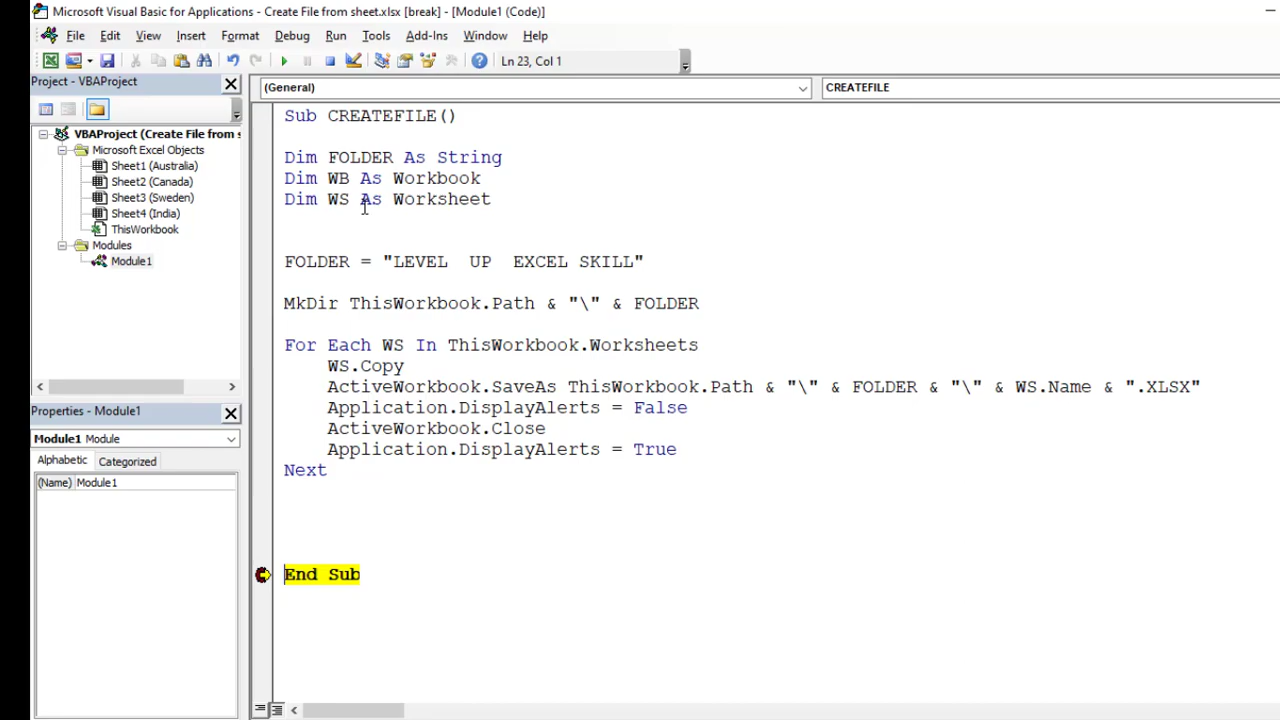 Microsoft Visual Basic for Applications - Create File from sheet.xlsx [break] - [Module1 (Code)]
File Edit View Insert Format Debug Run Tools Add-Ins Window Help
Ln 23, Col 1
Project - VBAProject
(General) CREATEFILE
VBAProject (Create File from s
Microsoft Excel Objects
Sheet1 (Australia)
Sheet2 (Canada)
Sheet3 (Sweden)
Sheet4 (India)
ThisWorkbook
Modules
Module1
Properties - Module1
Module1 Module
Alphabetic Categorized
(Name) Module1
Sub CREATEFILE()
Dim FOLDER As String
Dim WB As Workbook
Dim WS As Worksheet
FOLDER = "LEVEL  UP  EXCEL SKILL"
MkDir ThisWorkbook.Path & "\" & FOLDER
For Each WS In ThisWorkbook.Worksheets
WS.Copy
ActiveWorkbook.SaveAs ThisWorkbook.Path & "\" & FOLDER & "\" & WS.Name & ".XLSX"
Application.DisplayAlerts = False
ActiveWorkbook.Close
Application.DisplayAlerts = True
Next
End Sub